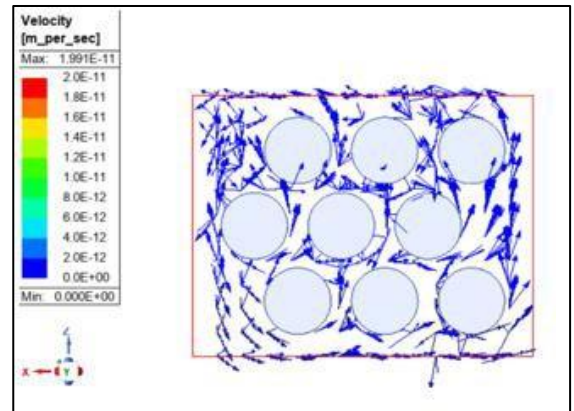 Velocity
[m_per_sec]
Max: 1.991E-11
2.0E-11
1.8E-11
1.6E-11
1.4E-11
1.2E-11
1.0E-11
8.0E-12
6.0E-12
4.0E-12
2.0E-12
0.0E+00
Min: 0.000E+00
Z
X
Y